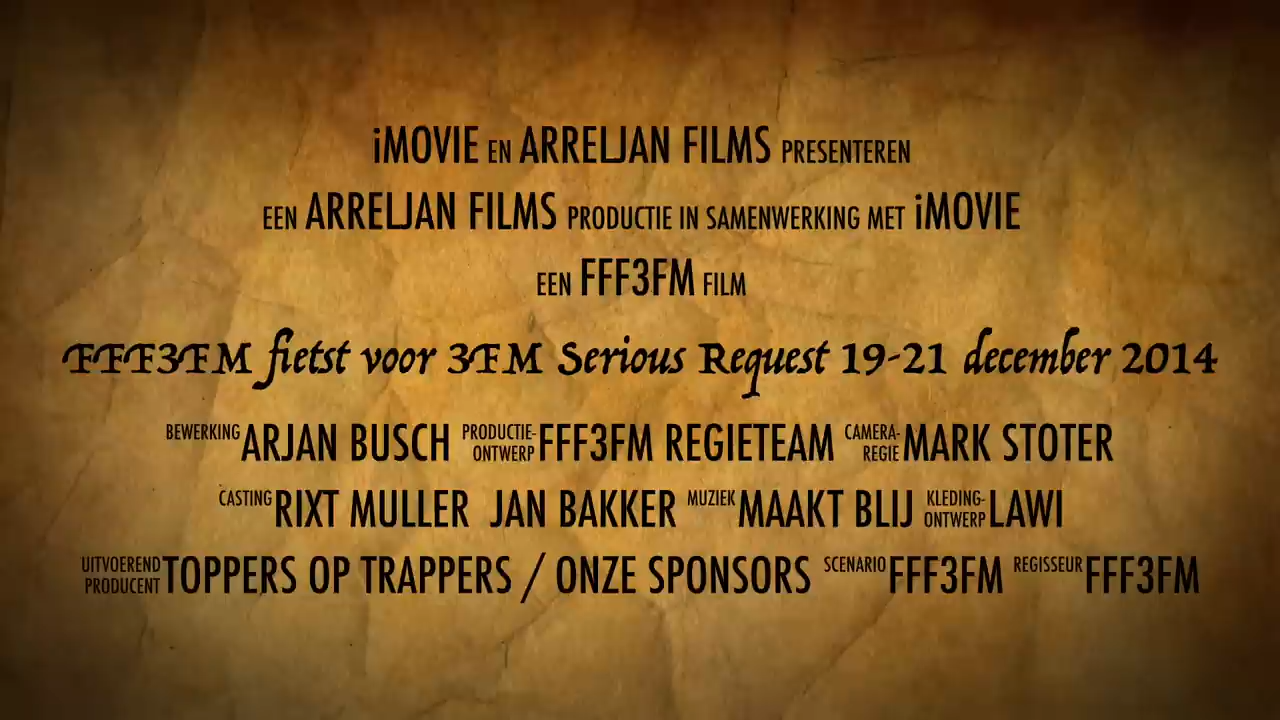 iMOVIE EN ARRELJAN FILMS PRESENTEREN
EEN ARRELJAN FILMS PRODUCTIE IN SAMENWERKING MET iMOVIE
EEN FFF3FM FILM
FFF3FM fietst voor 3FM Serious Request 19-21 december 2014
BEWERKING ARJAN BUSCH PRODUCTIE-ONTWERP FFF3FM REGIETEAM CAMERA-REGIE MARK STOTER
CASTING RIXT MULLER JAN BAKKER MUZIEK MAAKT BLIJ KLEDING-ONTWERP LAWI
UITVOEREND PRODUCENT TOPPERS OP TRAPPERS / ONZE SPONSORS SCENARIO FFF3FM REGISSEUR FFF3FM